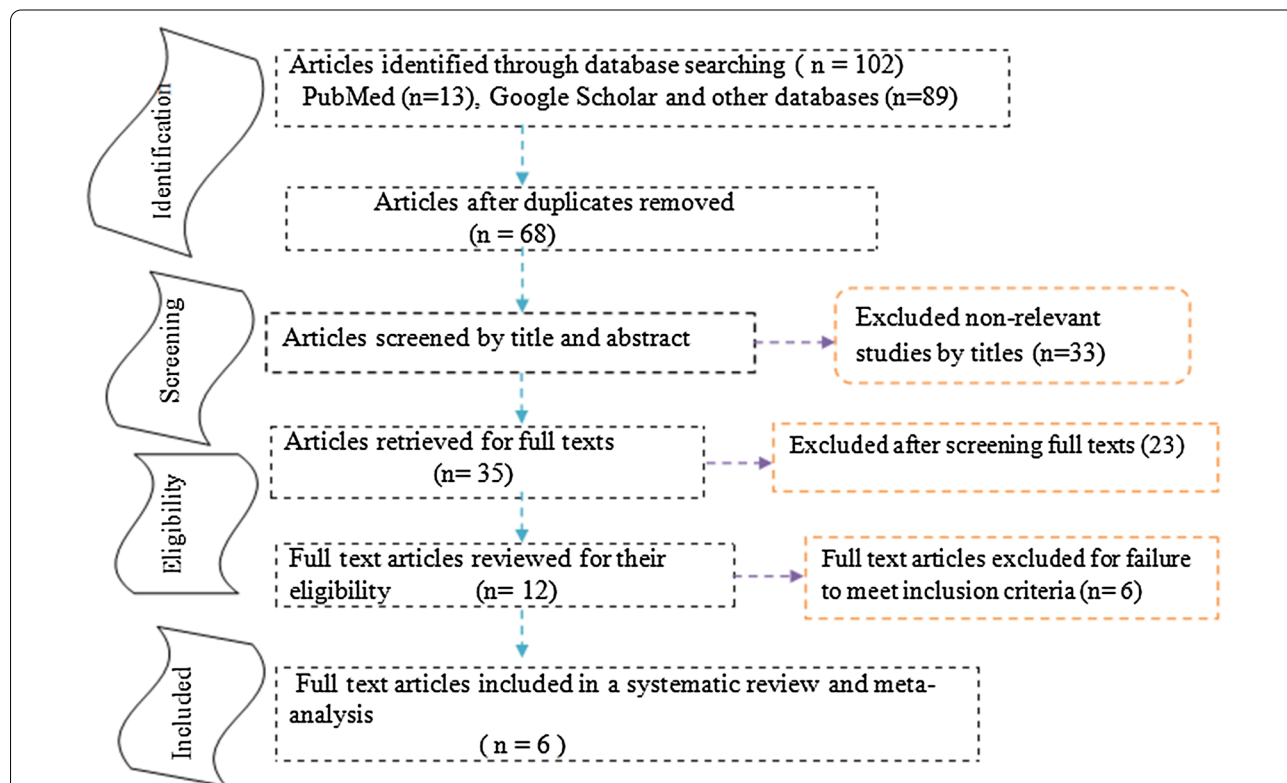 Identification
Articles identified through database searching ( n = 102)
PubMed (n=13), Google Scholar and other databases (n=89)
Articles after duplicates removed
(n = 68)
Screening
Articles screened by title and abstract
Excluded non-relevant
studies by titles (n=33)
Eligibility
Articles retrieved for full texts
(n= 35)
Excluded after screening full texts (23)
Full text articles reviewed for their
eligibility (n= 12)
Full text articles excluded for failure
to meet inclusion criteria (n= 6)
Included
Full text articles included in a systematic review and meta-
analysis
( n = 6 )